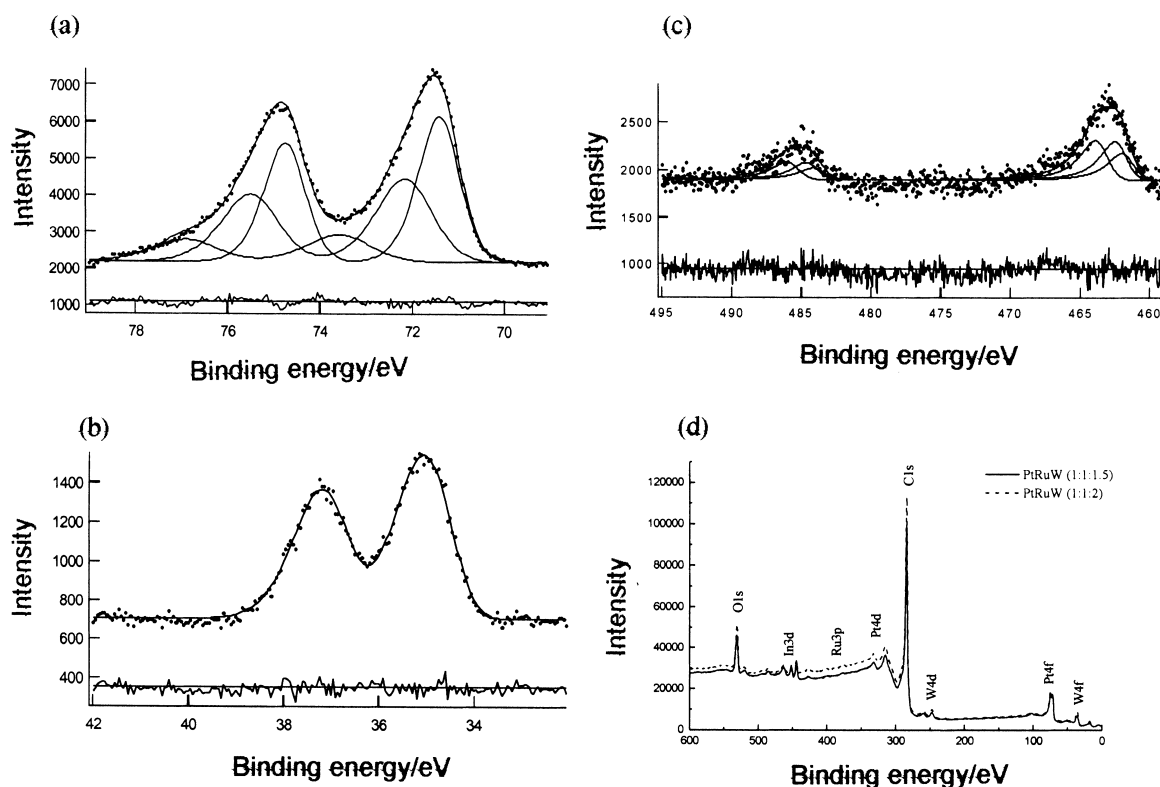 (a)
7000
6000
5000
4000
3000
2000
1000
Intensity
78 76 74 72 70
Binding energy/eV
(c)
2500
2000
1500
1000
Intensity
495 490 485 480 475 470 465 460
Binding energy/eV
(b)
1400
1200
1000
800
600
400
Intensity
42 40 38 36 34
Binding energy/eV
(d)
120000
100000
80000
60000
40000
20000
0
Intensity
O1s
In3d
Ru3p
Pt4d
C1s
W4d
Pt4f
W4f
PtRuW (1:1:1.5)
PtRuW (1:1:2)
600 500 400 300 200 100 0
Binding energy/eV